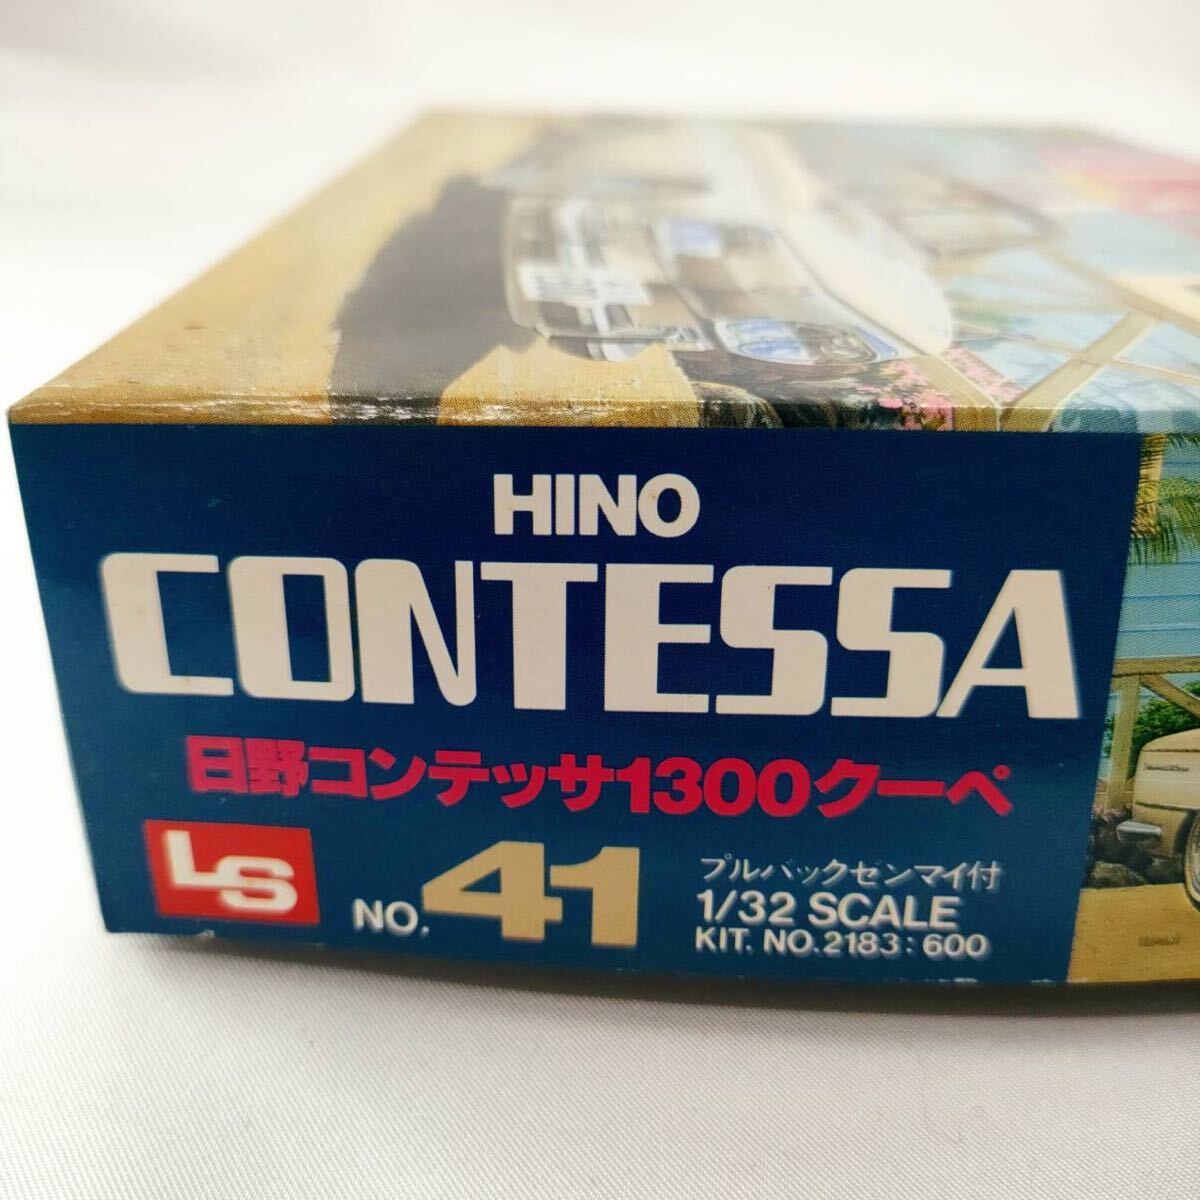 HINO
CONTESSA
日野コンテッサ1300クーペ
LS
NO. 41
プルバックゼンマイ付
1/32 SCALE
KIT. NO.2183:600